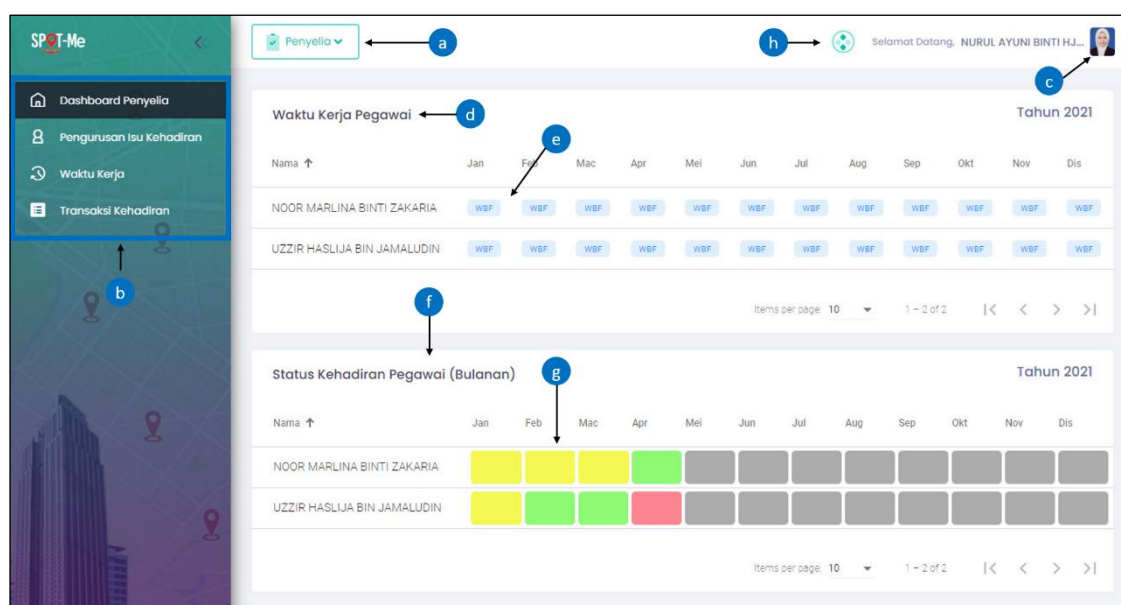 SPOT-Me
Penyelia
a
h
Selamat Datang, NURUL AYUNI BINTI HJ...
c
Dashboard Penyelia
Pengurusan Isu Kehadiran
Waktu Kerja
Transaksi Kehadiran
b
Waktu Kerja Pegawai
d
Tahun 2021
e
Nama Jan Feb Mac Apr Mei Jun Jul Aug Sep Okt Nov Dis
NOOR MARLINA BINTI ZAKARIA WBF WBF WBF WBF WBF WBF WBF WBF WBF WBF WBF WBF
UZZIR HASLIJA BIN JAMALUDIN WBF WBF WBF WBF WBF WBF WBF WBF WBF WBF WBF WBF
Items per page: 10 1 – 2 of 2
f
Status Kehadiran Pegawai (Bulanan)
g
Tahun 2021
Nama Jan Feb Mac Apr Mei Jun Jul Aug Sep Okt Nov Dis
NOOR MARLINA BINTI ZAKARIA
UZZIR HASLIJA BIN JAMALUDIN
Items per page: 10 1 – 2 of 2